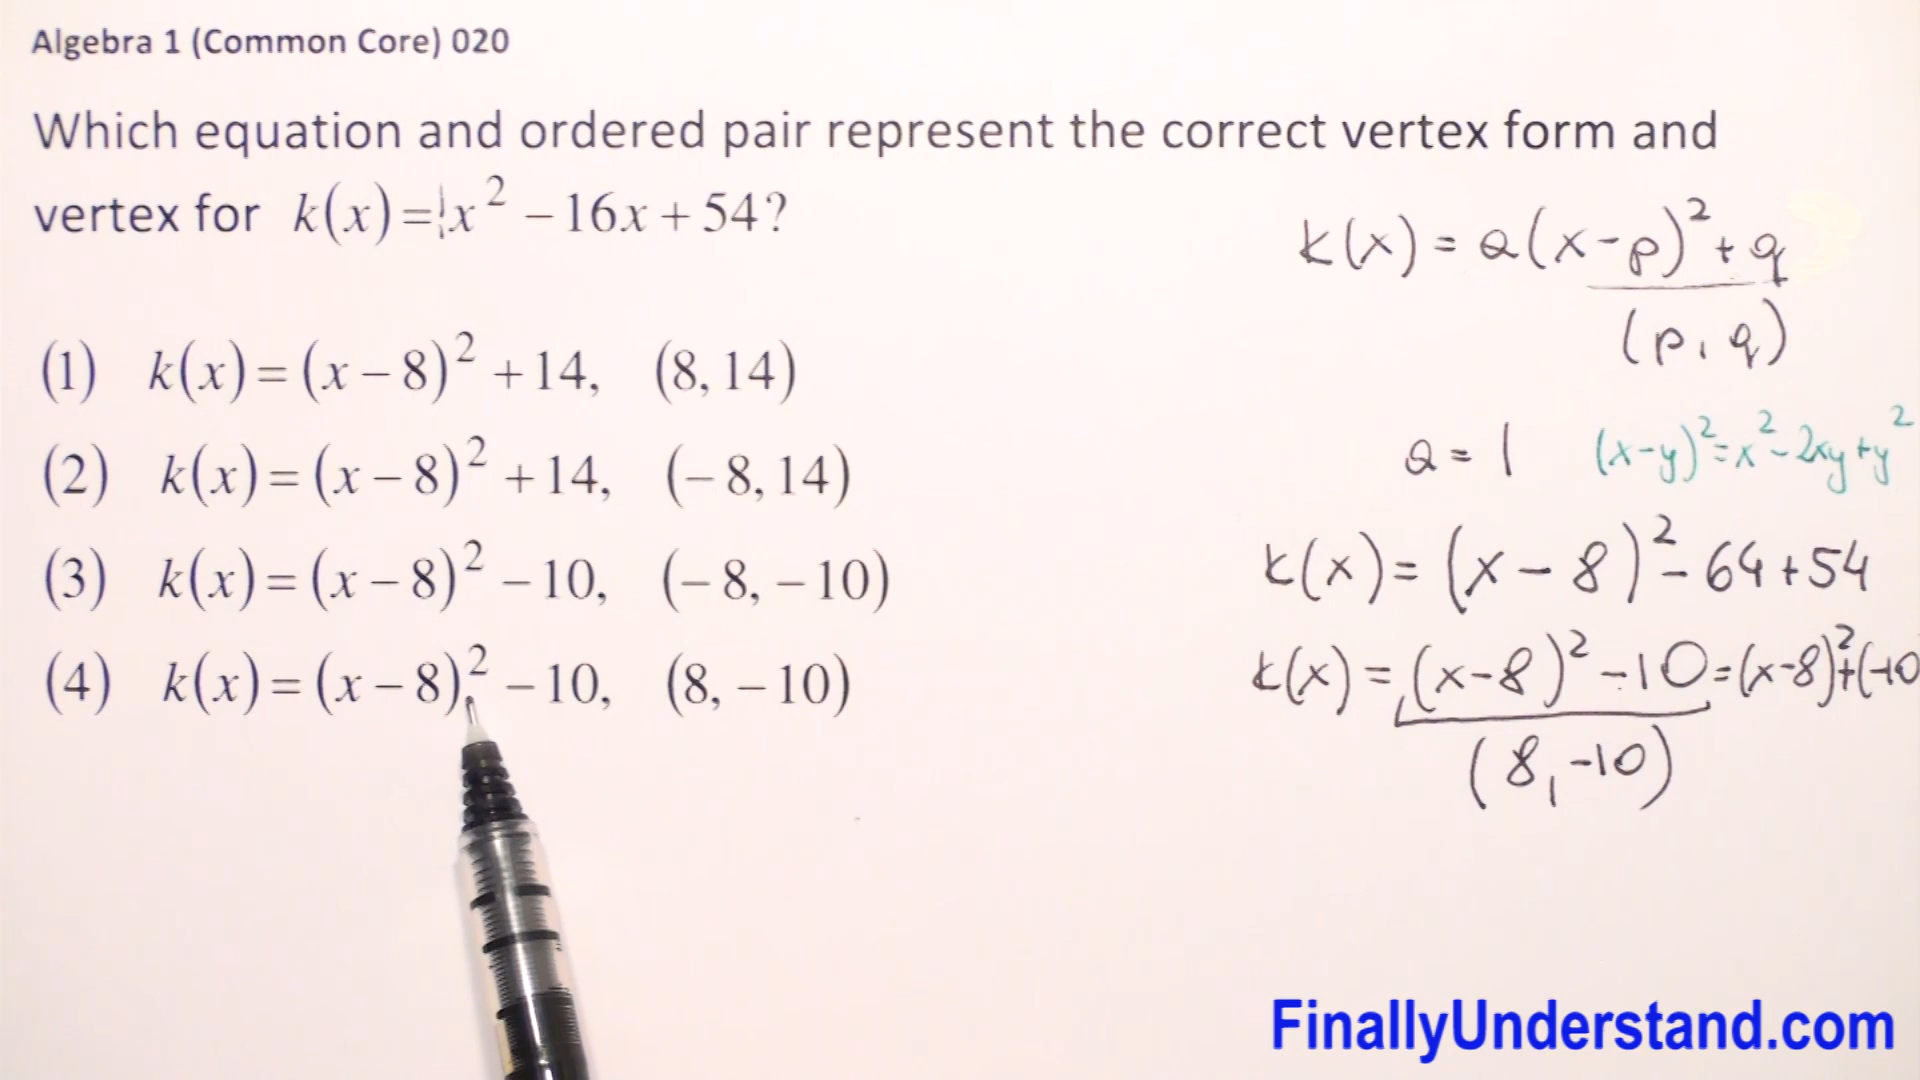 Algebra 1 (Common Core) 020
Which equation and ordered pair represent the correct vertex form and
vertex for k(x)=x² − 16x + 54?
(1) k(x) = (x − 8)² + 14, (8, 14)
(2) k(x) = (x − 8)² + 14, (− 8, 14)
(3) k(x) = (x − 8)² − 10, (− 8, − 10)
(4) k(x) = (x − 8)² − 10, (8, − 10)
k(x) = a(x-p)² + q
(p, q)
a = 1 (x-y)² = x² - 2xy + y²
k(x) = (x - 8)² - 64 + 54
k(x) = (x-8)² - 10 = (x-8)² + (-10
(8, -10)
FinallyUnderstand.com